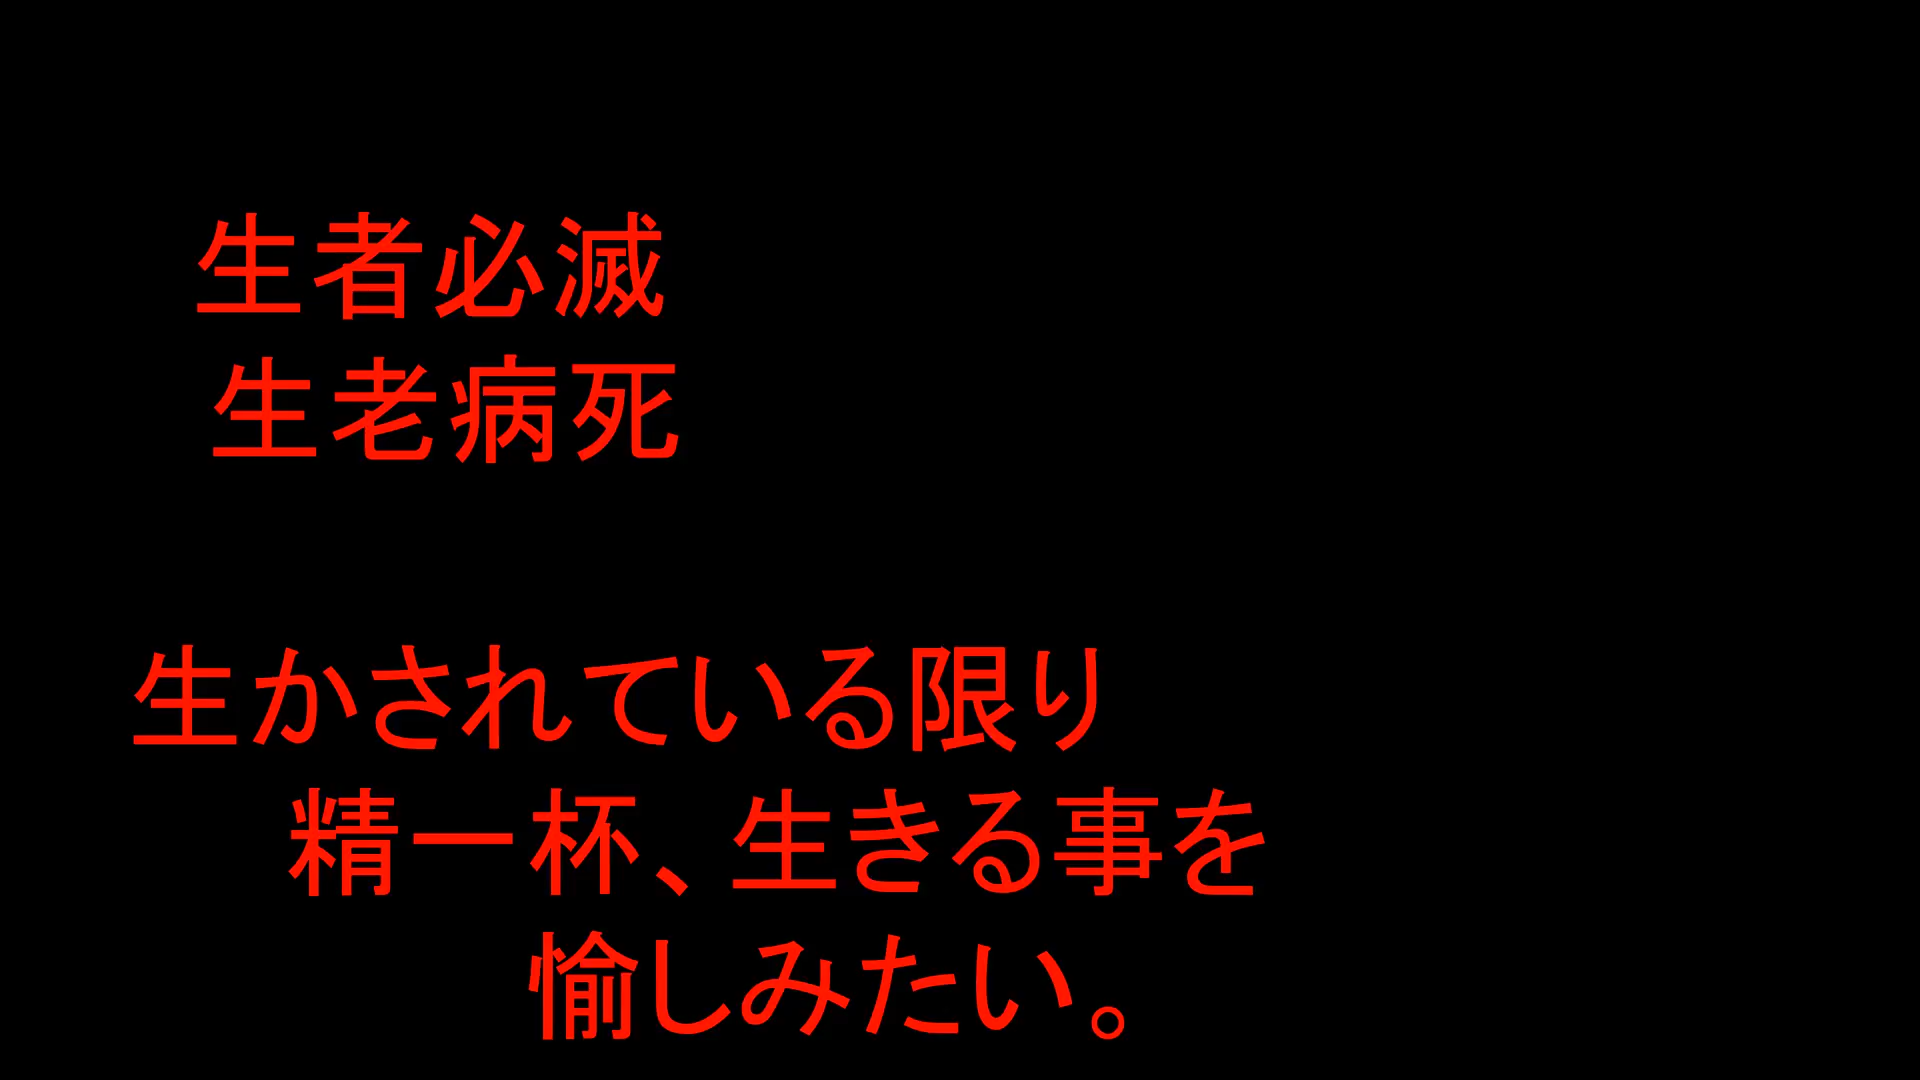 生者必滅
生老病死
生かされている限り
精一杯、生きる事を
愉しみたい。